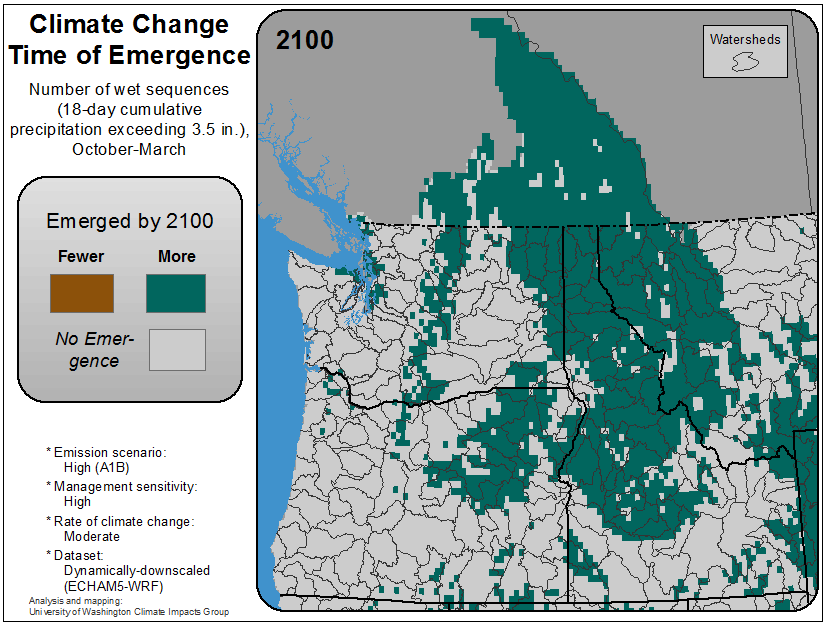 Climate Change
Time of Emergence
Number of wet sequences
(18-day cumulative
precipitation exceeding 3.5 in.),
October-March
Emerged by 2100
Fewer
More
No Emer-
gence
* Emission scenario:
High (A1B)
* Management sensitivity:
High
* Rate of climate change:
Moderate
* Dataset:
Dynamically-downscaled
(ECHAM5-WRF)
Analysis and mapping:
University of Washington Climate Impacts Group
2100
Watersheds